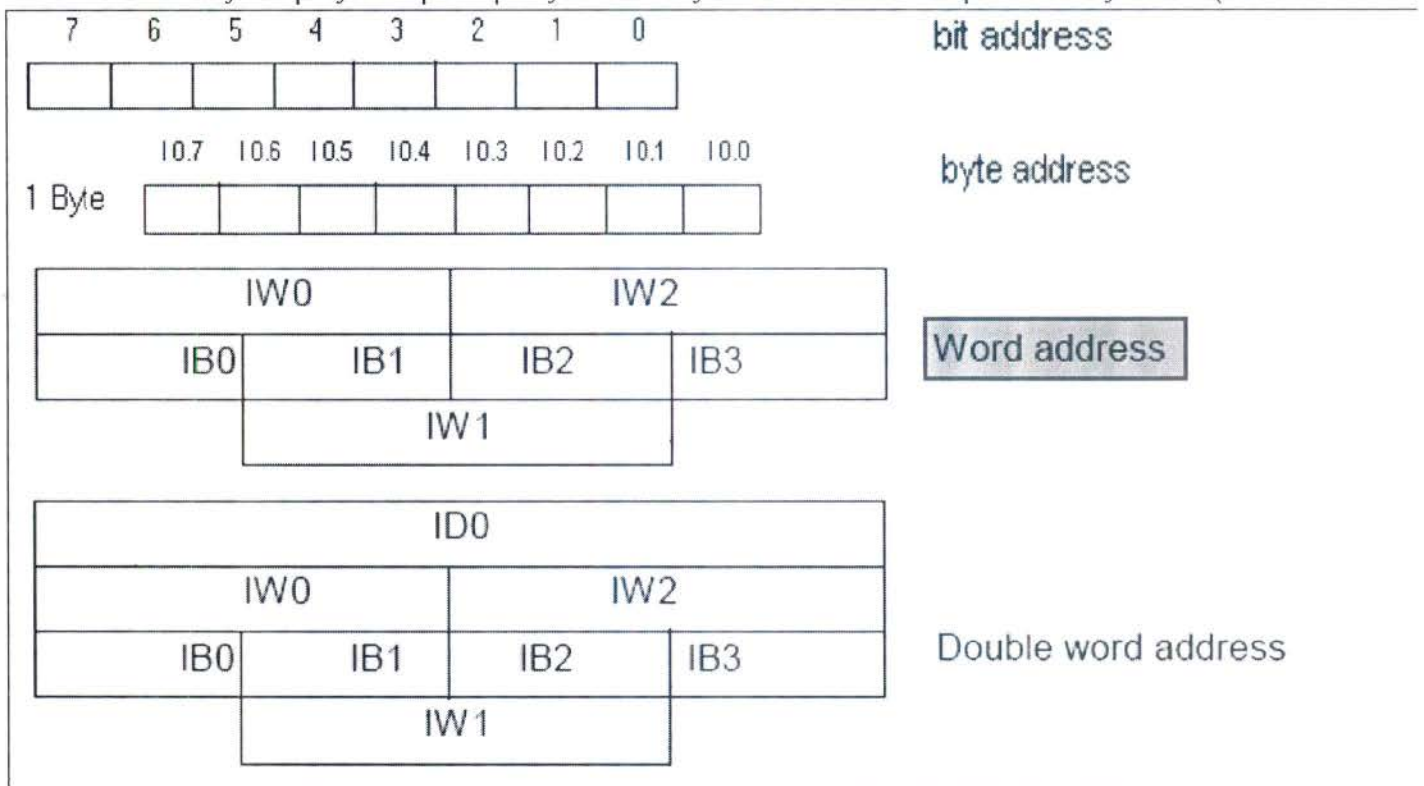 7 6 5 4 3 2 1 0 bit address
I0.7 I0.6 I0.5 I0.4 I0.3 I0.2 I0.1 I0.0 byte address
1 Byte
IW0 IW2
IB0 IB1 IB2 IB3 Word address
IW1
ID0
IW0 IW2
IB0 IB1 IB2 IB3 Double word address
IW1